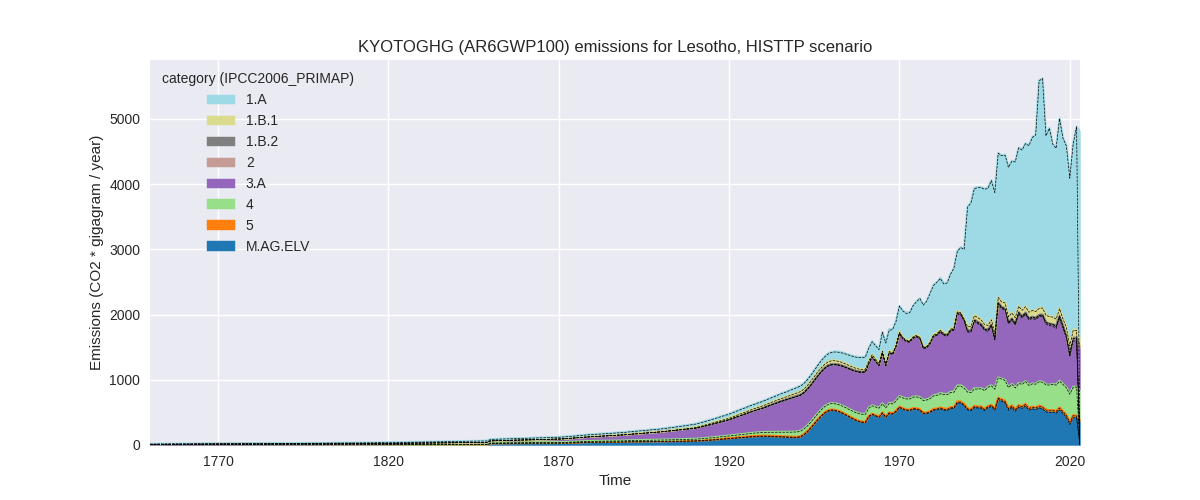 KYOTOGHG (AR6GWP100) emissions for Lesotho, HISTTP scenario
category (IPCC2006_PRIMAP)
1.A
1.B.1
1.B.2
2
3.A
4
5
M.AG.ELV
Emissions (CO2 * gigagram / year)
5000
4000
3000
2000
1000
0
1770
1820
1870
1920
1970
2020
Time